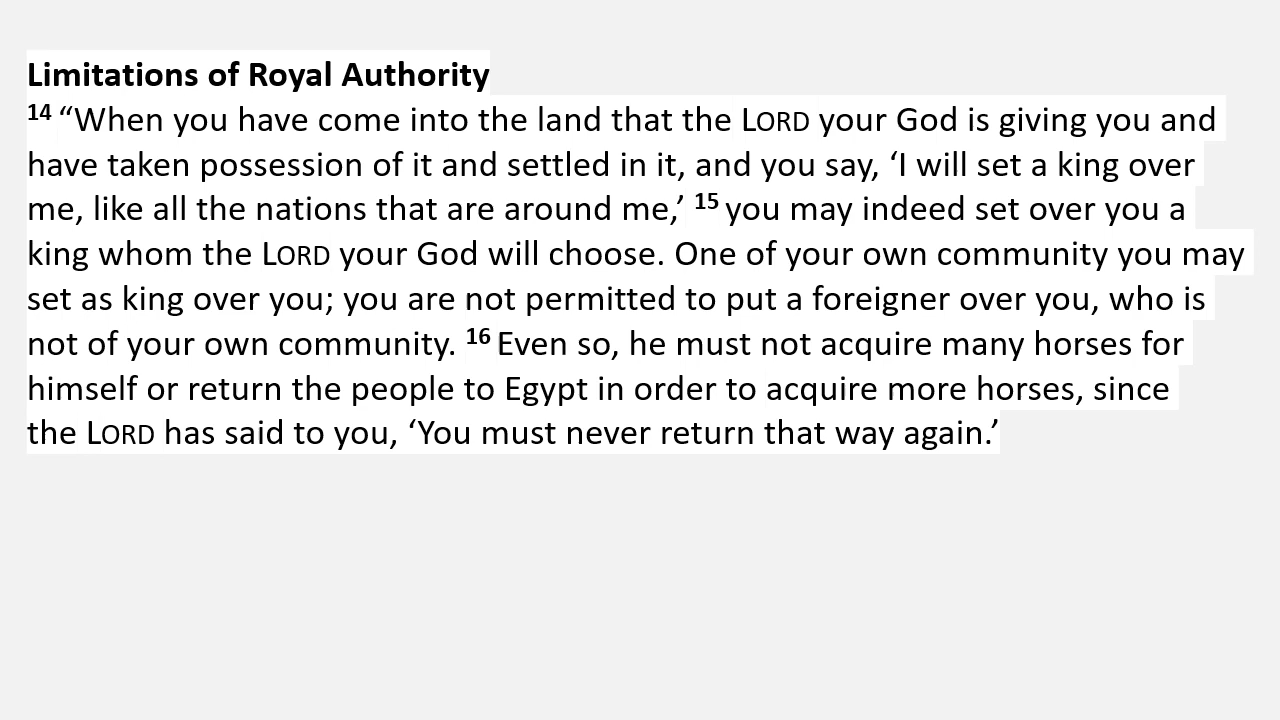 Limitations of Royal Authority
14 “When you have come into the land that the LORD your God is giving you and
have taken possession of it and settled in it, and you say, ‘I will set a king over
me, like all the nations that are around me,’ 15 you may indeed set over you a
king whom the LORD your God will choose. One of your own community you may
set as king over you; you are not permitted to put a foreigner over you, who is
not of your own community. 16 Even so, he must not acquire many horses for
himself or return the people to Egypt in order to acquire more horses, since
the LORD has said to you, ‘You must never return that way again.’